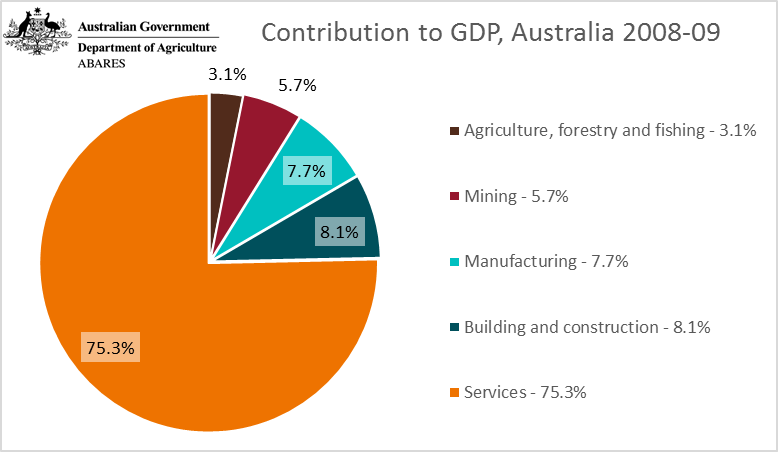 Australian Government
Department of Agriculture
ABARES
Contribution to GDP, Australia 2008-09
3.1%
5.7%
7.7%
8.1%
75.3%
Agriculture, forestry and fishing - 3.1%
Mining - 5.7%
Manufacturing - 7.7%
Building and construction - 8.1%
Services - 75.3%